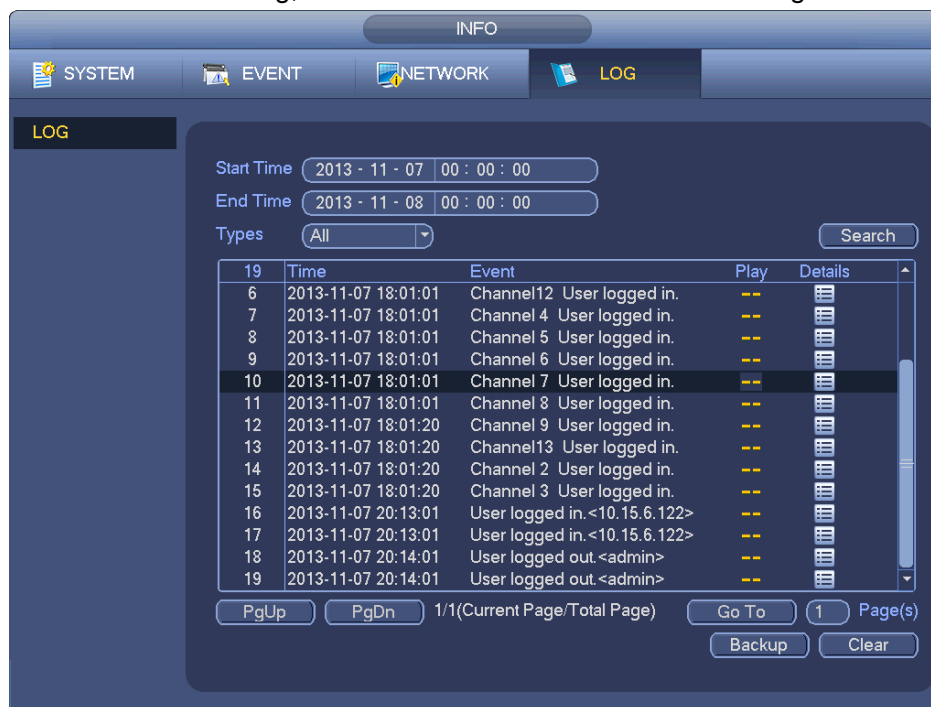 INFO
SYSTEM EVENT NETWORK LOG
LOG
Start Time 2013 - 11 - 07 00 : 00 : 00
End Time 2013 - 11 - 08 00 : 00 : 00
Types All Search
19 Time Event Play Details
6 2013-11-07 18:01:01 Channel12 User logged in. --
7 2013-11-07 18:01:01 Channel 4 User logged in. --
8 2013-11-07 18:01:01 Channel 5 User logged in. --
9 2013-11-07 18:01:01 Channel 6 User logged in. --
10 2013-11-07 18:01:01 Channel 7 User logged in. --
11 2013-11-07 18:01:01 Channel 8 User logged in. --
12 2013-11-07 18:01:20 Channel 9 User logged in. --
13 2013-11-07 18:01:20 Channel13 User logged in. --
14 2013-11-07 18:01:20 Channel 2 User logged in. --
15 2013-11-07 18:01:20 Channel 3 User logged in. --
16 2013-11-07 20:13:01 User logged in.<10.15.6.122> --
17 2013-11-07 20:13:01 User logged in.<10.15.6.122> --
18 2013-11-07 20:14:01 User logged out.<admin> --
19 2013-11-07 20:14:01 User logged out.<admin> --
PgUp PgDn 1/1(Current Page/Total Page) Go To 1 Page(s)
Backup Clear